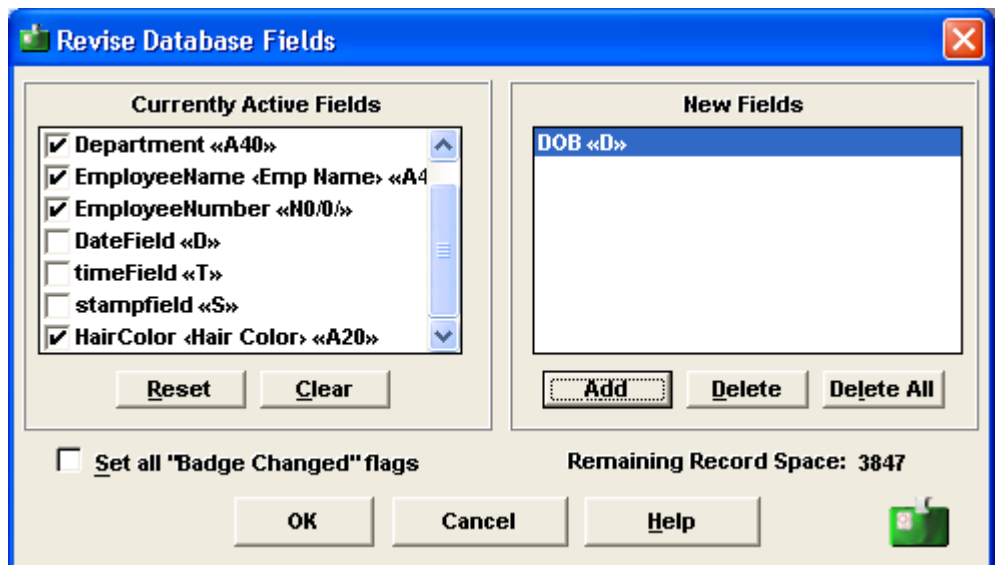 Revise Database Fields
Currently Active Fields
Department «A40»
EmployeeName ‹Emp Name› «A4
EmployeeNumber «N0/0/»
DateField «D»
timeField «T»
stampfield «S»
HairColor ‹Hair Color› «A20»
Reset Clear
New Fields
DOB «D»
Add Delete Delete All
Set all "Badge Changed" flags
Remaining Record Space: 3847
OK Cancel Help